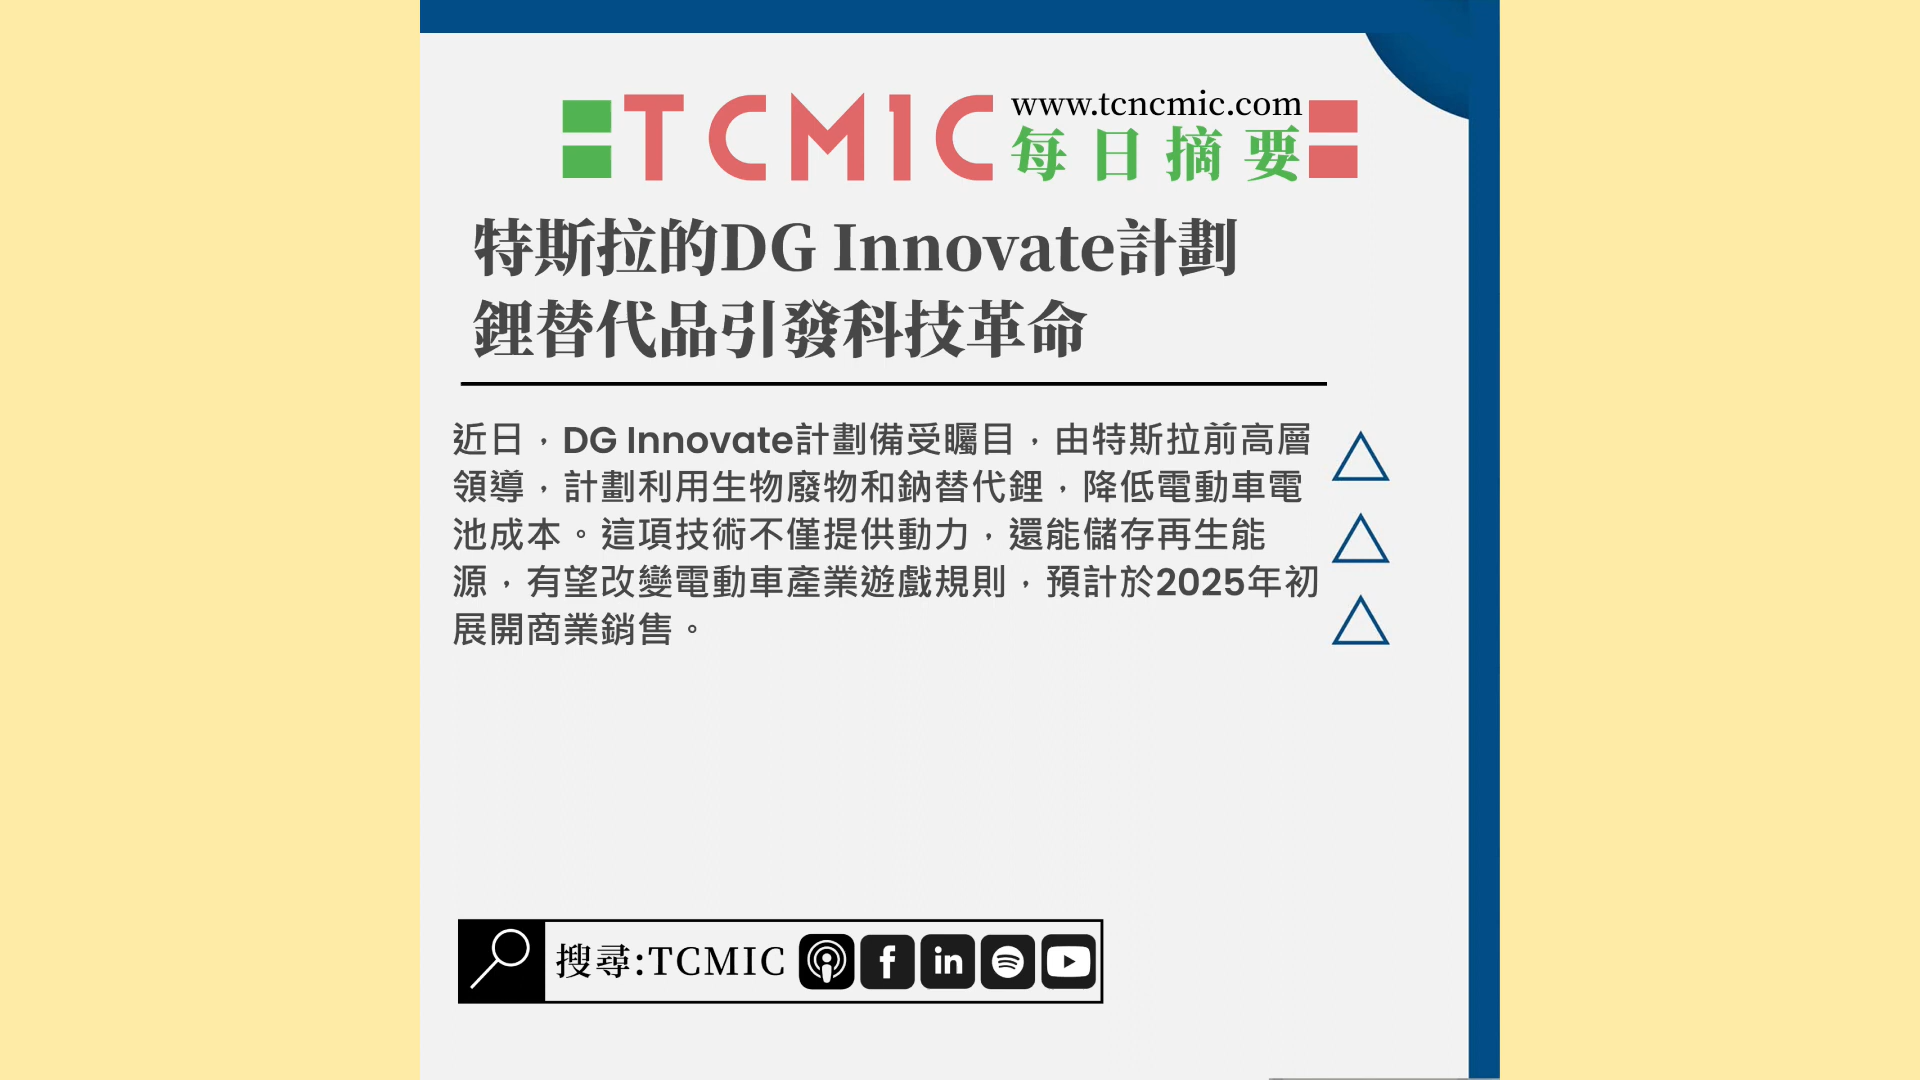 TCMIC
www.tcncmic.com
每日摘要
特斯拉的DG Innovate計劃
鋰替代品引發科技革命
近日，DG Innovate計劃備受矚目，由特斯拉前高層
領導，計劃利用生物廢物和鈉替代鋰，降低電動車電
池成本。這項技術不僅提供動力，還能儲存再生能
源，有望改變電動車產業遊戲規則，預計於2025年初
展開商業銷售。
搜尋:TCMIC